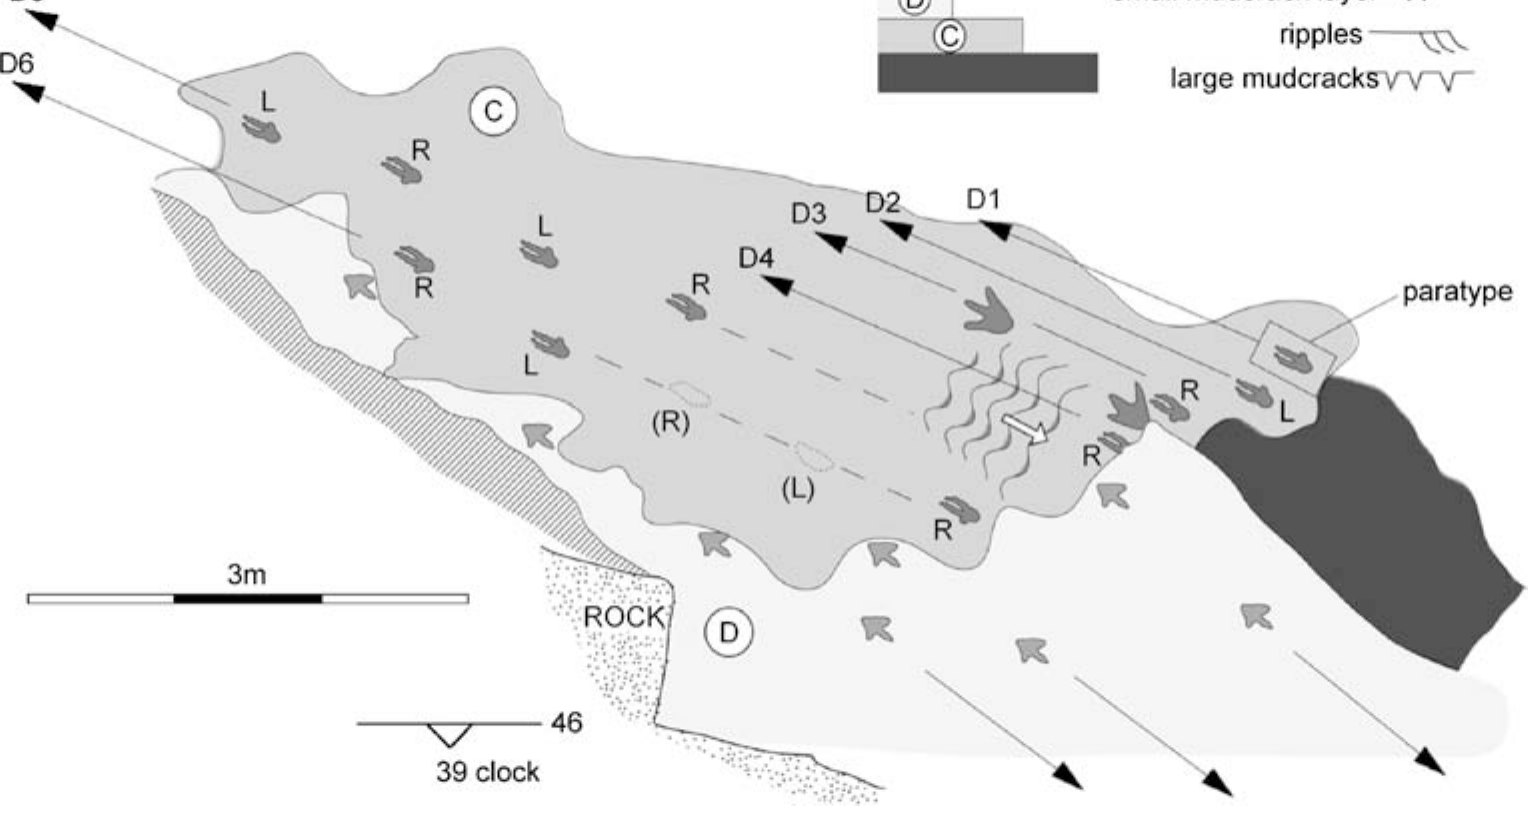 D6
L
R
C
L
R
R
L
(R)
(L)
R
D4
D3
D2
D1
paratype
R
L
R
C
ripples
large mudcracks
3m
ROCK
D
46
39 clock